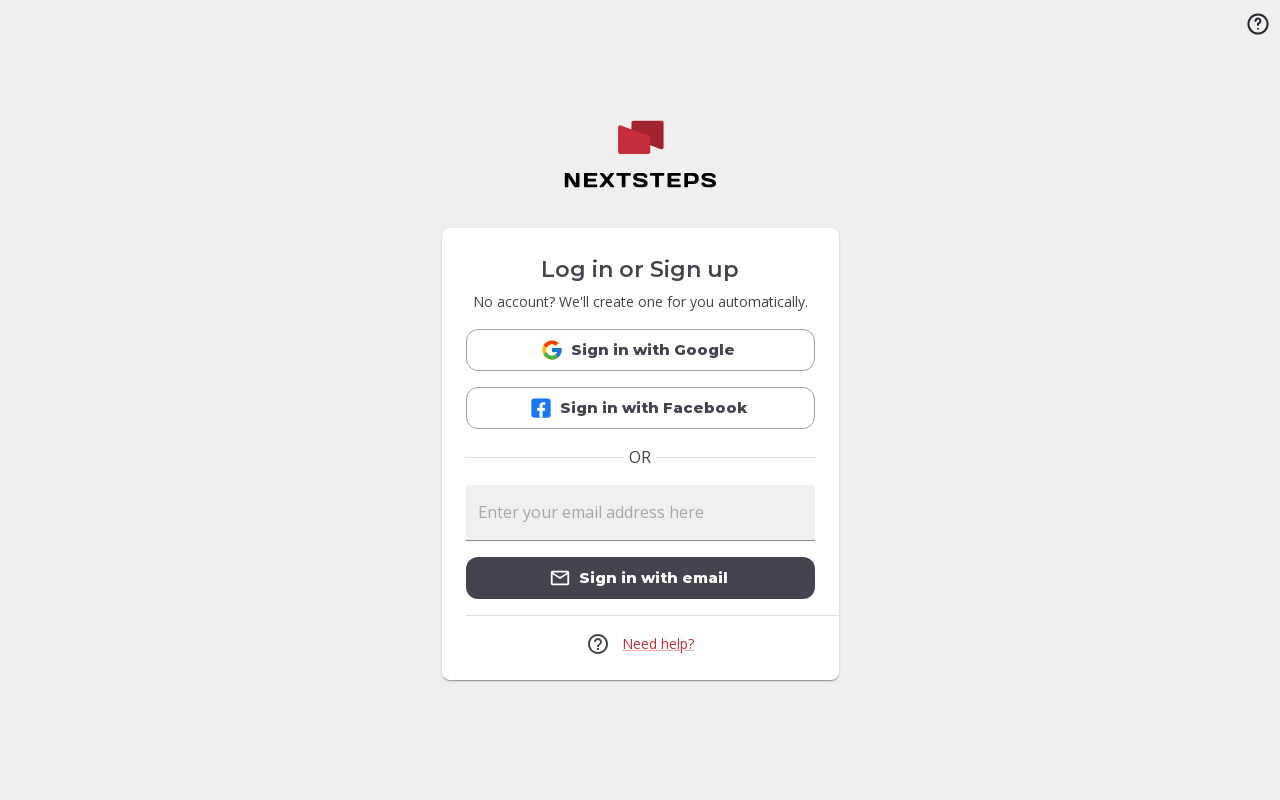 NEXTSTEPS
Log in or Sign up
No account? We'll create one for you automatically.
Sign in with Google
Sign in with Facebook
OR
Enter your email address here
Sign in with email
Need help?